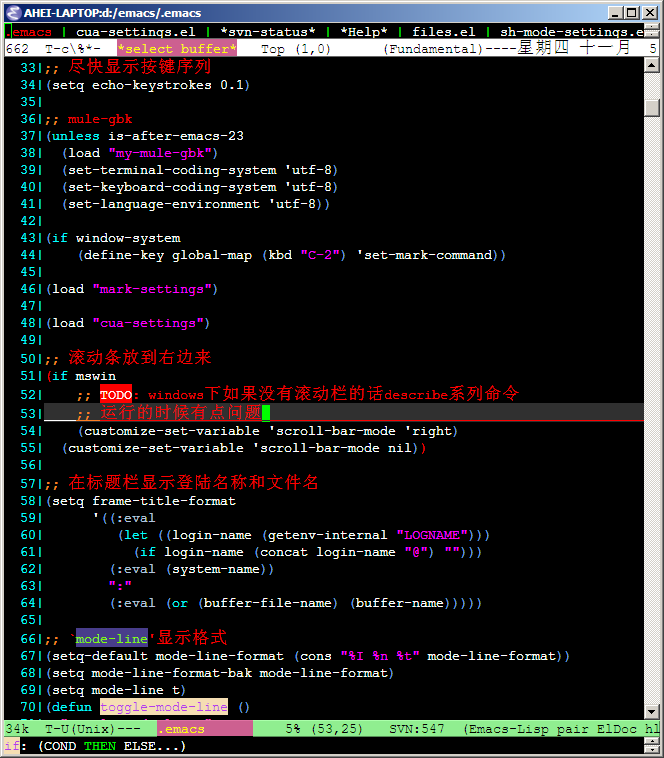 AHEI-LAPTOP:d:/emacs/.emacs
.emacs | cua-settings.el | *svn-status* | *Help* | files.el | sh-mode-settings.e
662 T-c\%*- *select buffer* Top (1,0) (Fundamental)----星期四 十一月 5
33|;; 尽快显示按键序列
34|(setq echo-keystrokes 0.1)
35|
36|;; mule-gbk
37|(unless is-after-emacs-23
38| (load "my-mule-gbk")
39| (set-terminal-coding-system 'utf-8)
40| (set-keyboard-coding-system 'utf-8)
41| (set-language-environment 'utf-8))
42|
43|(if window-system
44| (define-key global-map (kbd "C-2") 'set-mark-command))
45|
46|(load "mark-settings")
47|
48|(load "cua-settings")
49|
50|;; 滚动条放到右边来
51|(if mswin
52| ;; TODO: windows下如果没有滚动栏的话describe系列命令
53| ;; 运行的时候有点问题
54| (customize-set-variable 'scroll-bar-mode 'right)
55| (customize-set-variable 'scroll-bar-mode nil))
56|
57|;; 在标题栏显示登陆名称和文件名
58|(setq frame-title-format
59| '((:eval
60| (let ((login-name (getenv-internal "LOGNAME")))
61| (if login-name (concat login-name "@") "")))
62| (:eval (system-name))
63| ":"
64| (:eval (or (buffer-file-name) (buffer-name)))))
65|
66|;; `mode-line'显示格式
67|(setq-default mode-line-format (cons "%I %n %t" mode-line-format))
68|(setq mode-line-format-bak mode-line-format)
69|(setq mode-line t)
70|(defun toggle-mode-line ()
34k T-U(Unix)--- .emacs 5% (53,25) SVN:547 (Emacs-Lisp pair ElDoc hl
if: (COND THEN ELSE...)